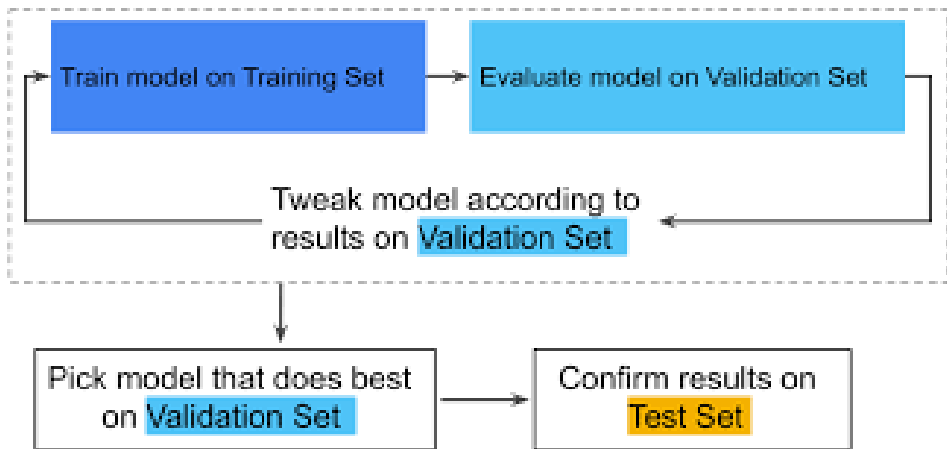 Train model on Training Set
Evaluate model on Validation Set
Tweak model according to
results on Validation Set
Pick model that does best
on Validation Set
Confirm results on
Test Set